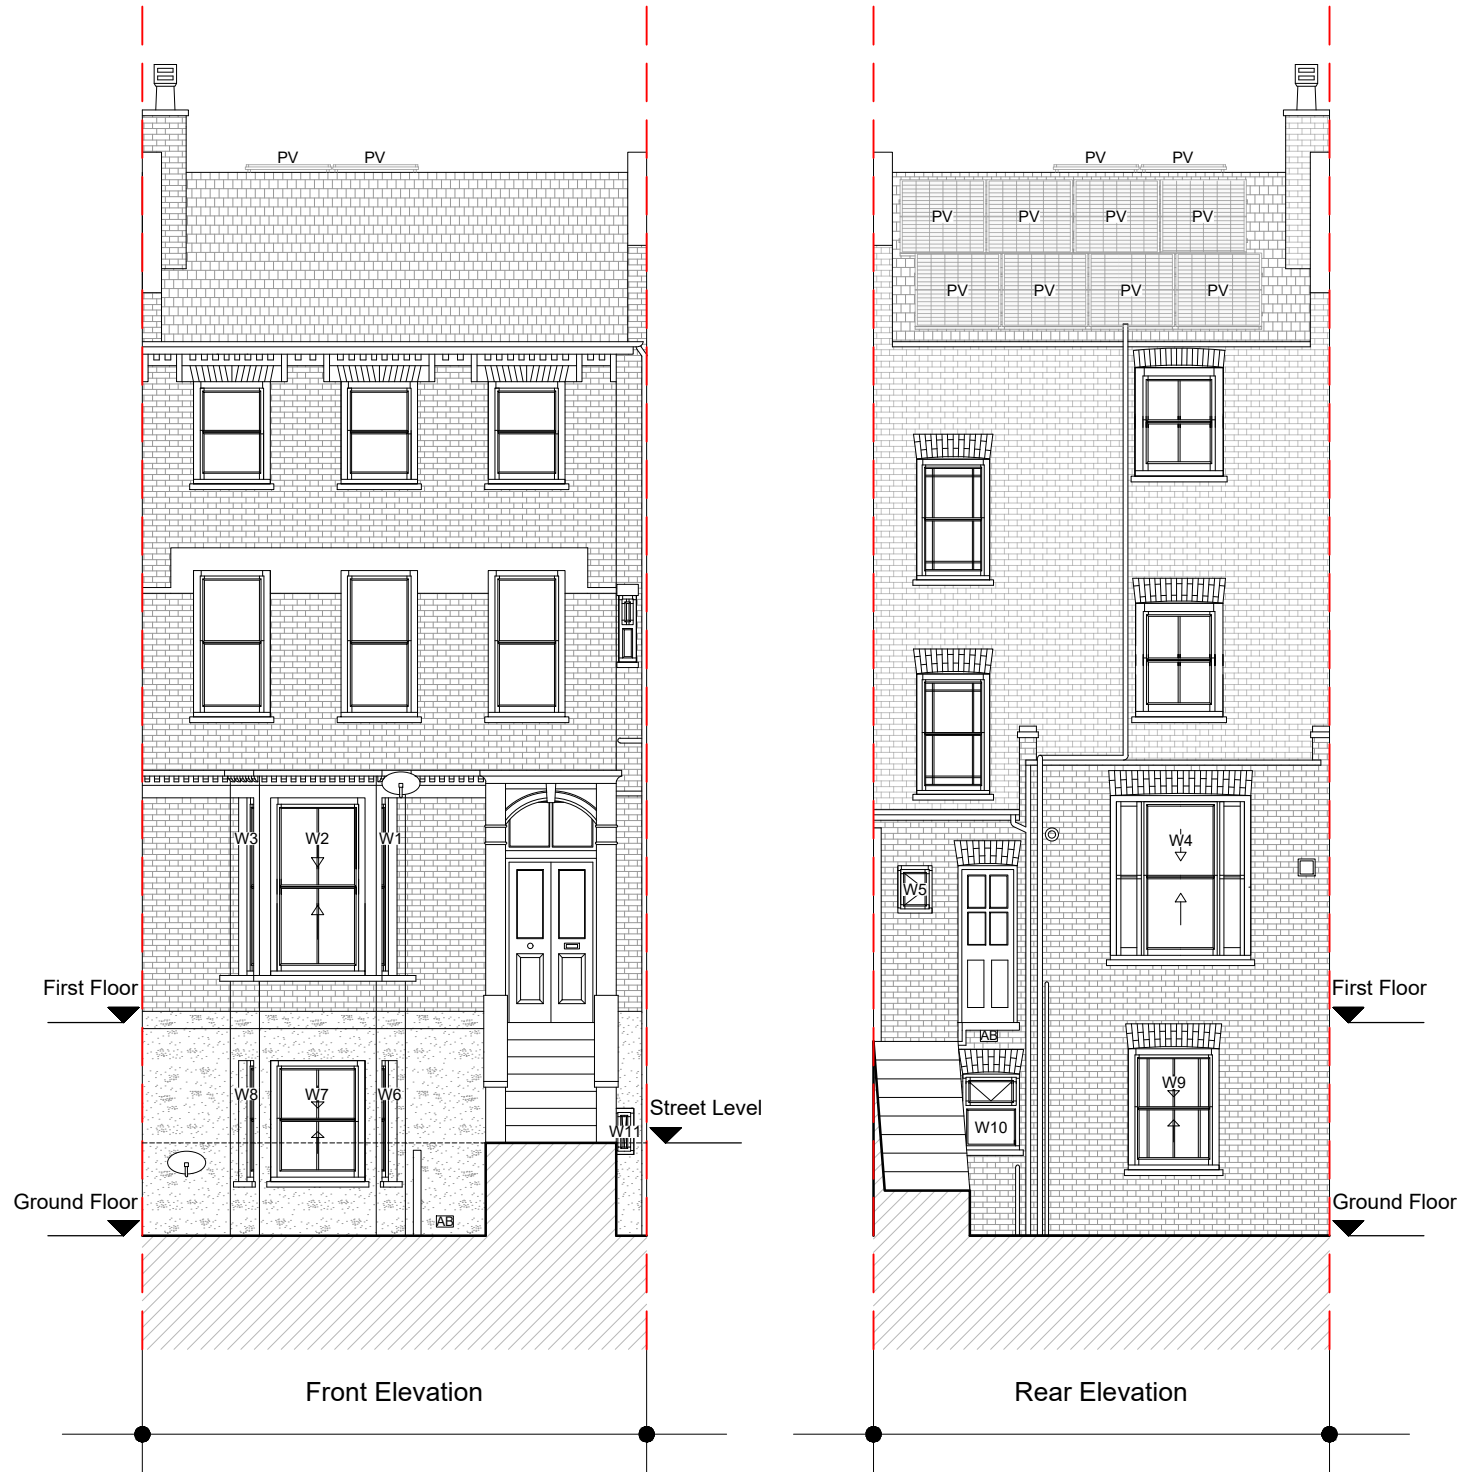 PV PV
PV PV
PV PV PV PV
PV PV PV PV
W3 W2 W1
W4
W5
First Floor
First Floor
AB
W8 W7 W6
W9
Street Level
W11
W10
Ground Floor
Ground Floor
AB
Front Elevation
Rear Elevation